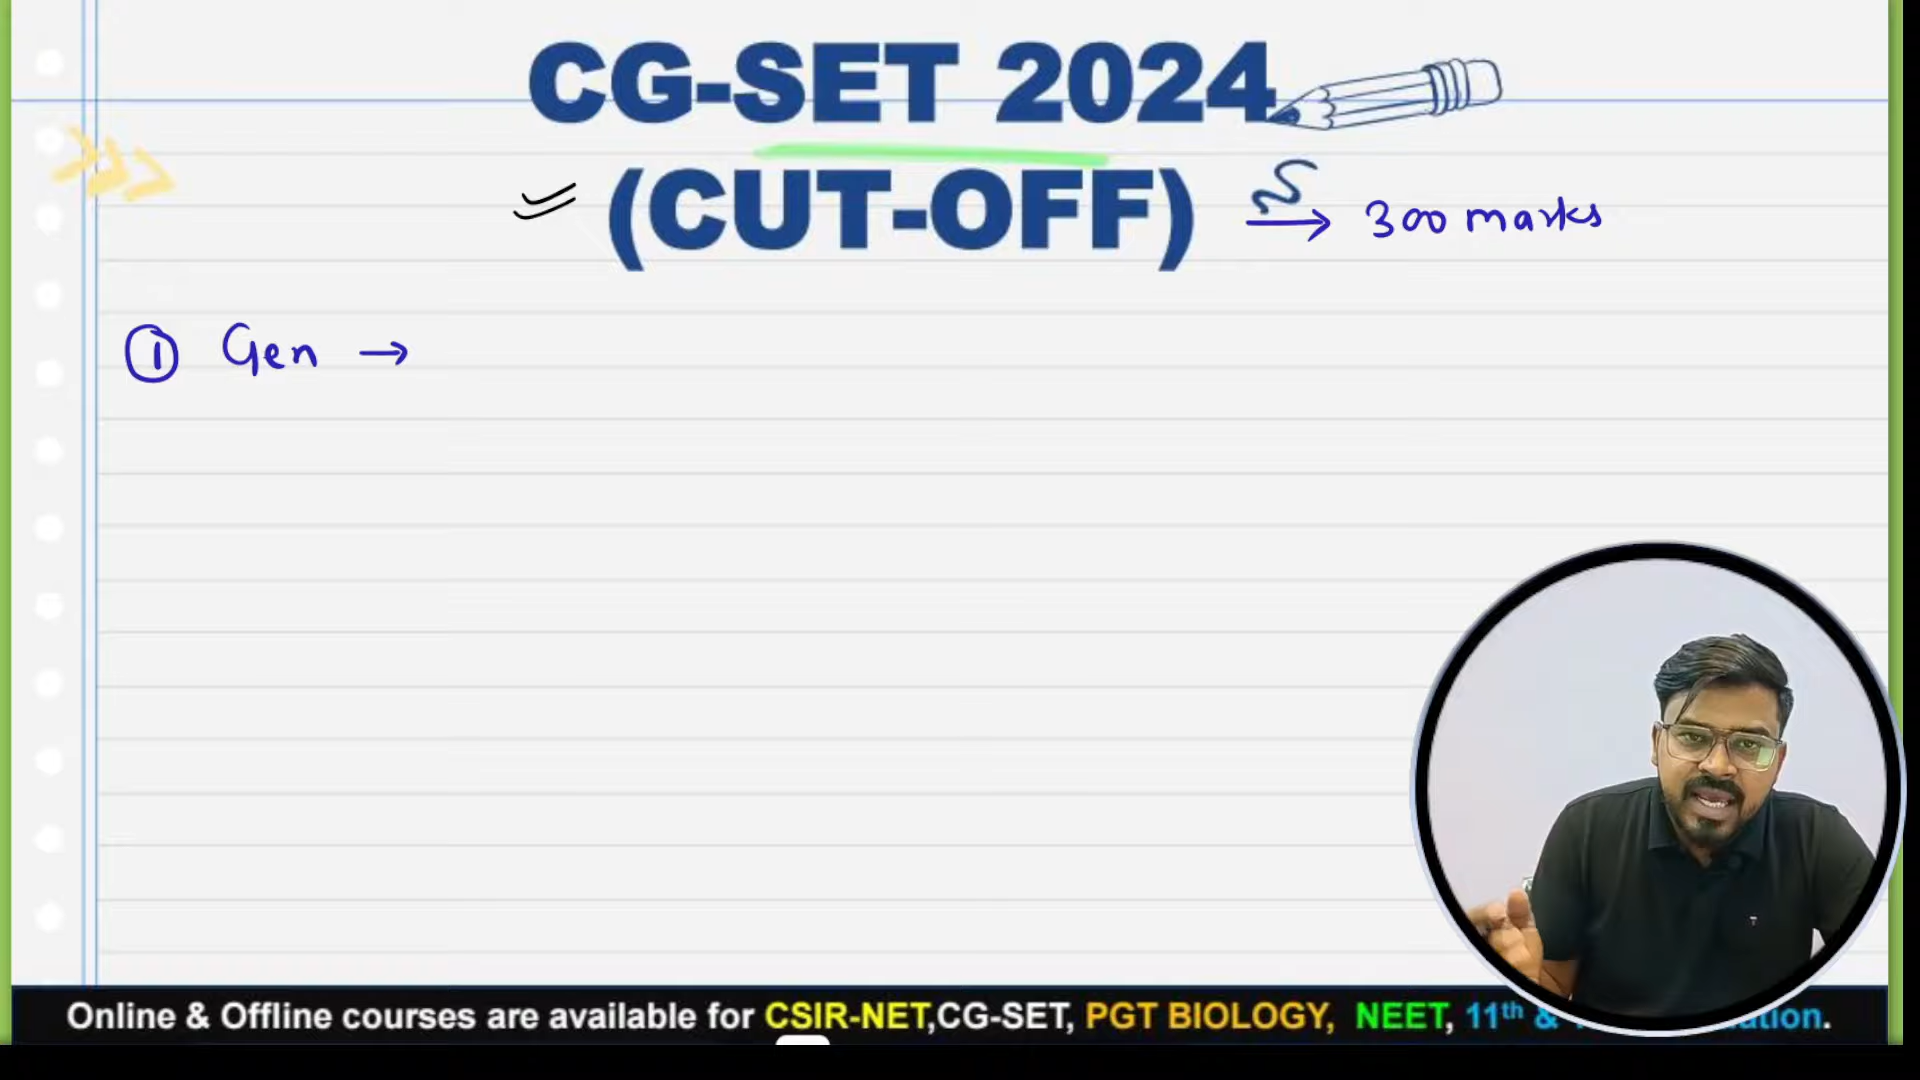 CG-SET 2024
(CUT-OFF) → 300 marks
① Gen →
Online & Offline courses are available for CSIR-NET,CG-SET, PGT BIOLOGY, NEET, 11th &